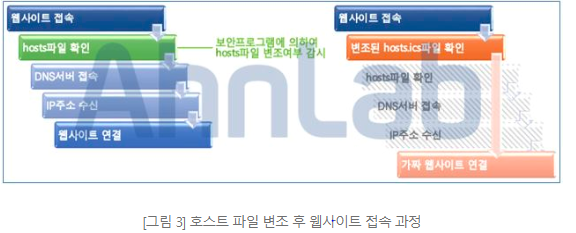 웹사이트 접속
hosts파일 확인
DNS서버 접속
IP주소 수신
웹사이트 연결
보안프로그램에 의하여
hosts파일 변조여부 감시
웹사이트 접속
변조된 hosts.ics파일 확인
hosts파일 확인
DNS서버 접속
IP주소 수신
가짜 웹사이트 연결
AhnLab
[그림 3] 호스트 파일 변조 후 웹사이트 접속 과정